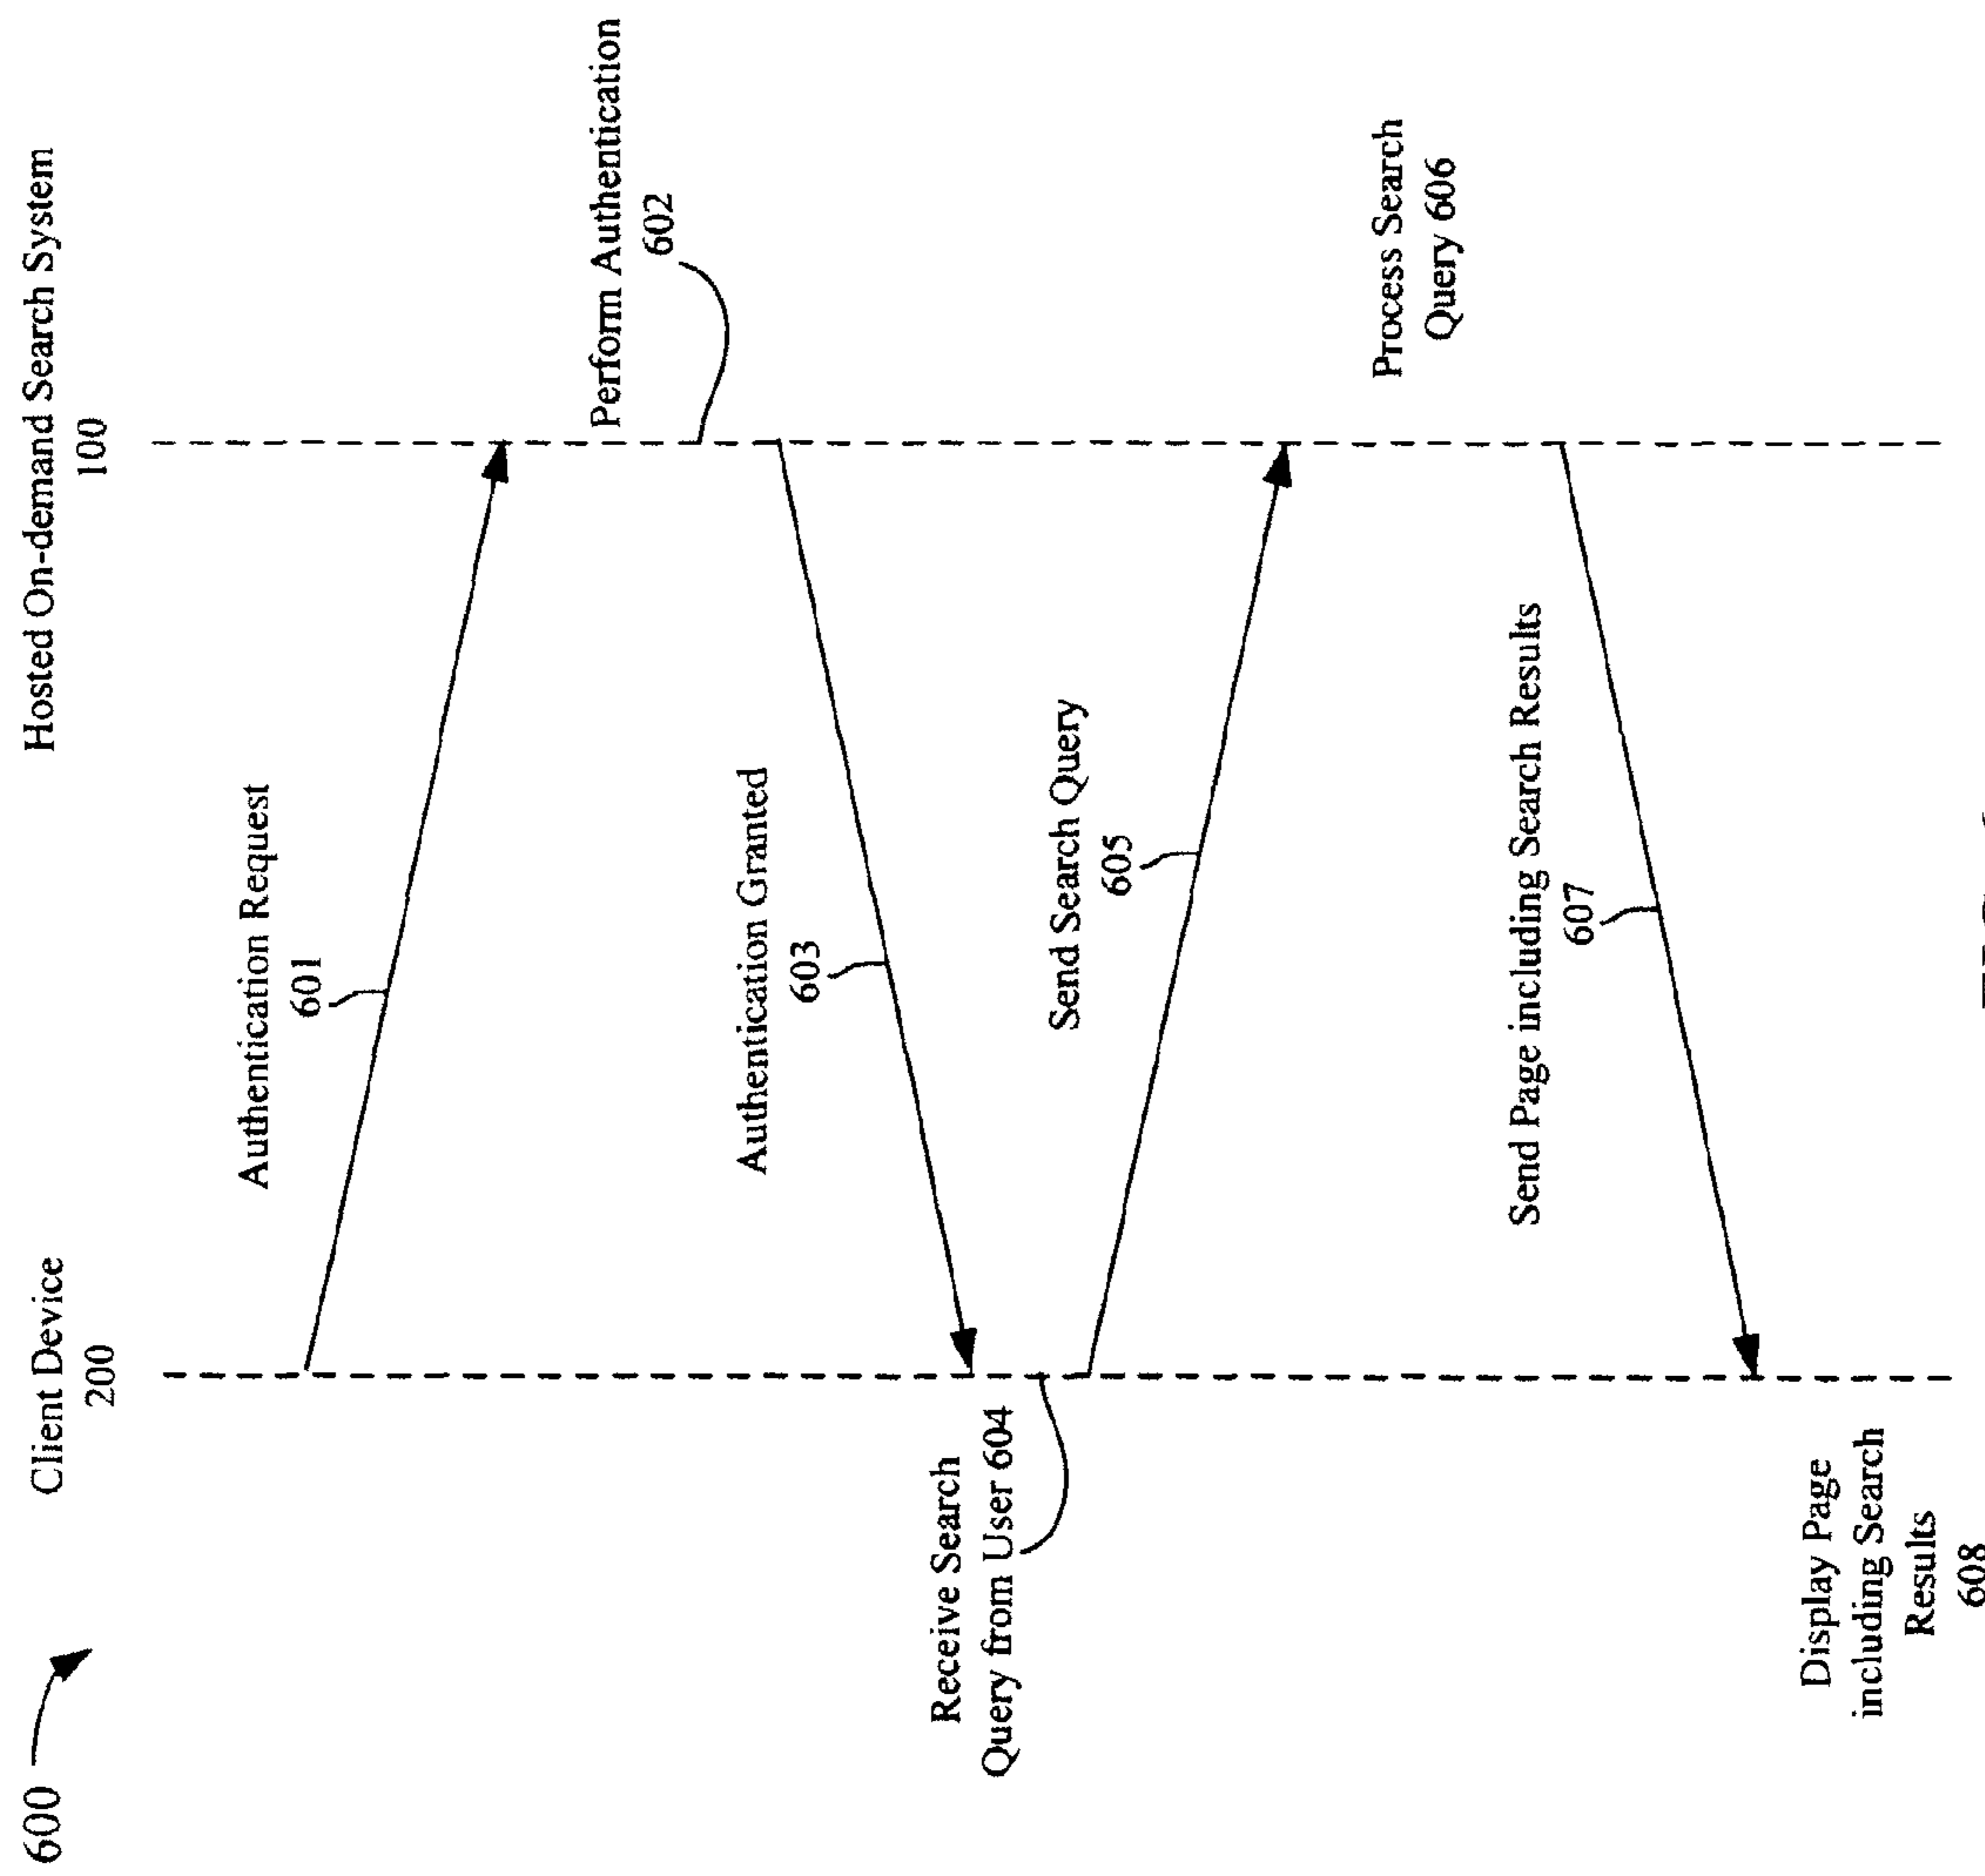 600
Client Device
200
Hosted On-demand Search System
100
Authentication Request
601
Perform Authentication
602
Authentication Granted
603
Receive Search
Query from User 604
Send Search Query
605
Process Search
Query 606
Send Page including Search Results
607
Display Page
including Search
Results
608